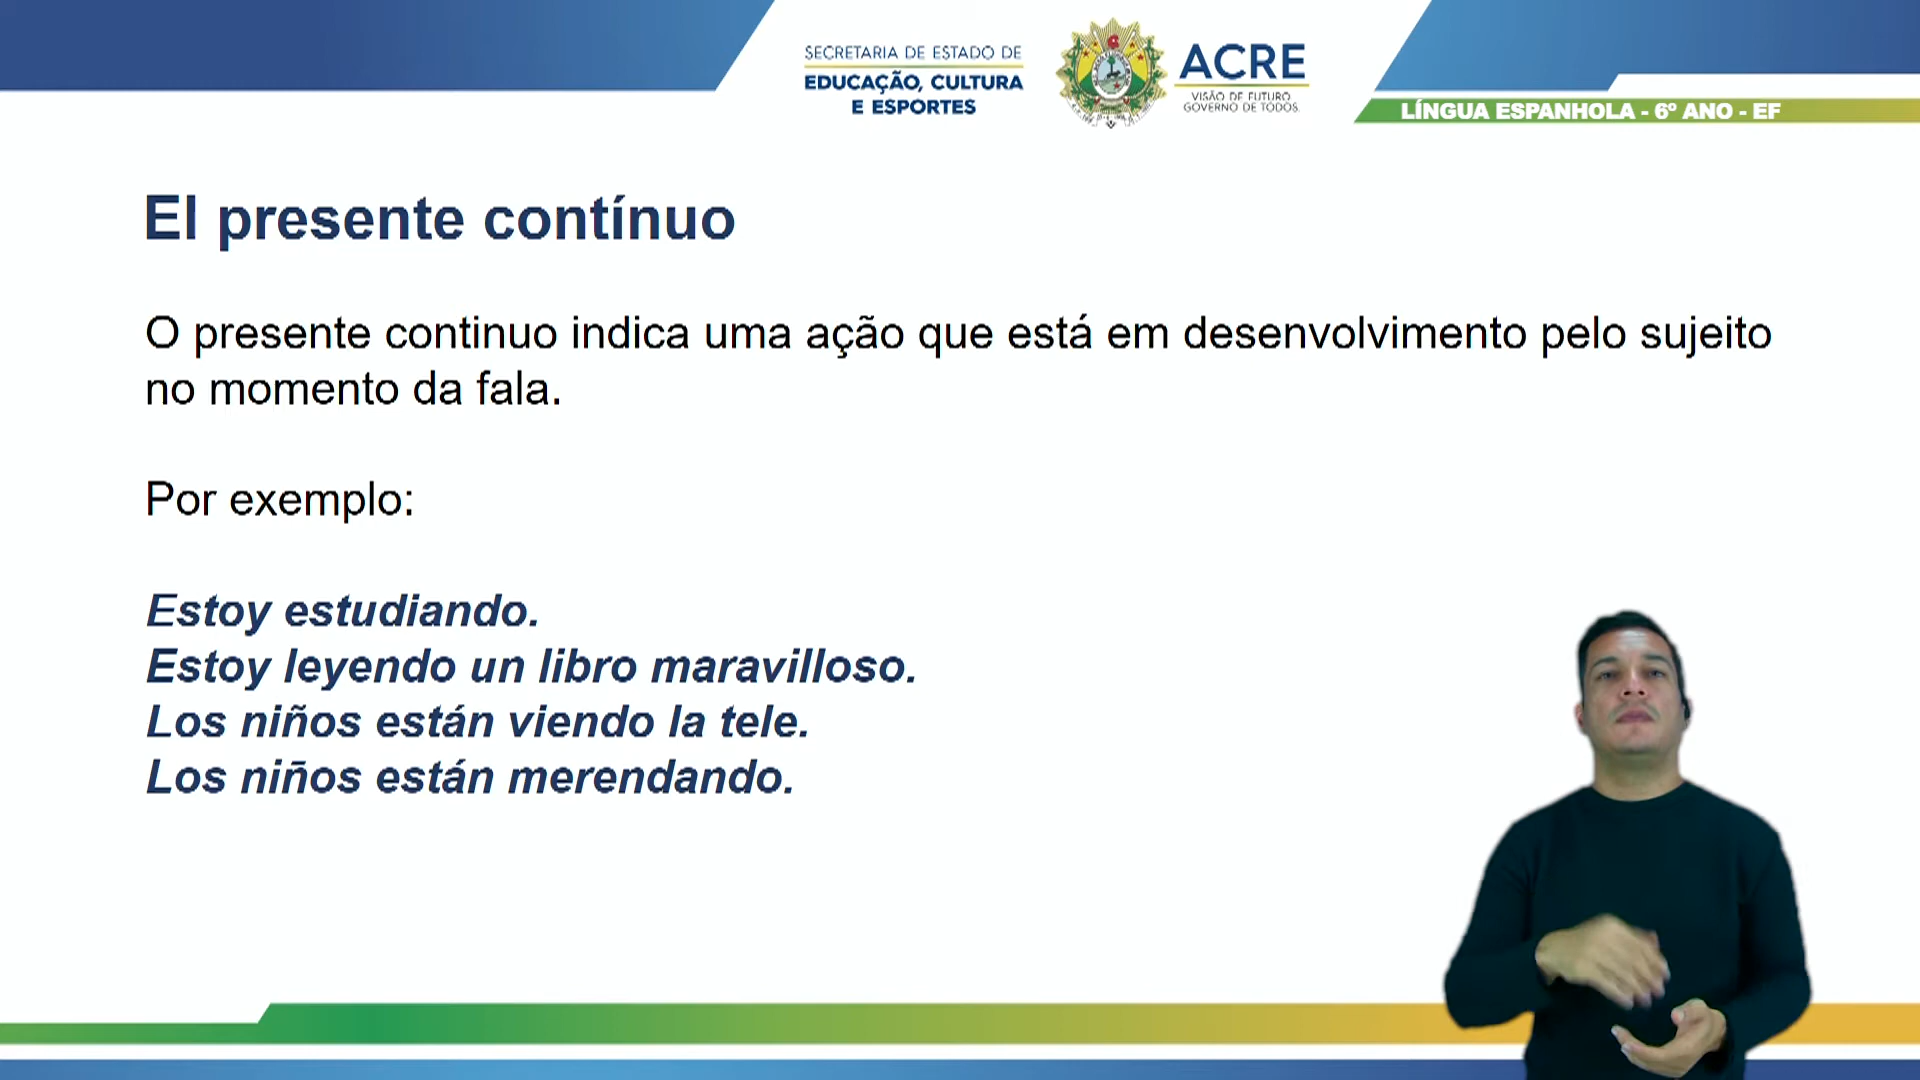 SECRETARIA DE ESTADO DE
EDUCAÇÃO, CULTURA
E ESPORTES
ACRE
VISÃO DE FUTURO
GOVERNO DE TODOS
LÍNGUA ESPANHOLA - 6º ANO - EF
El presente contínuo
O presente continuo indica uma ação que está em desenvolvimento pelo sujeito
no momento da fala.
Por exemplo:
Estoy estudiando.
Estoy leyendo un libro maravilloso.
Los niños están viendo la tele.
Los niños están merendando.